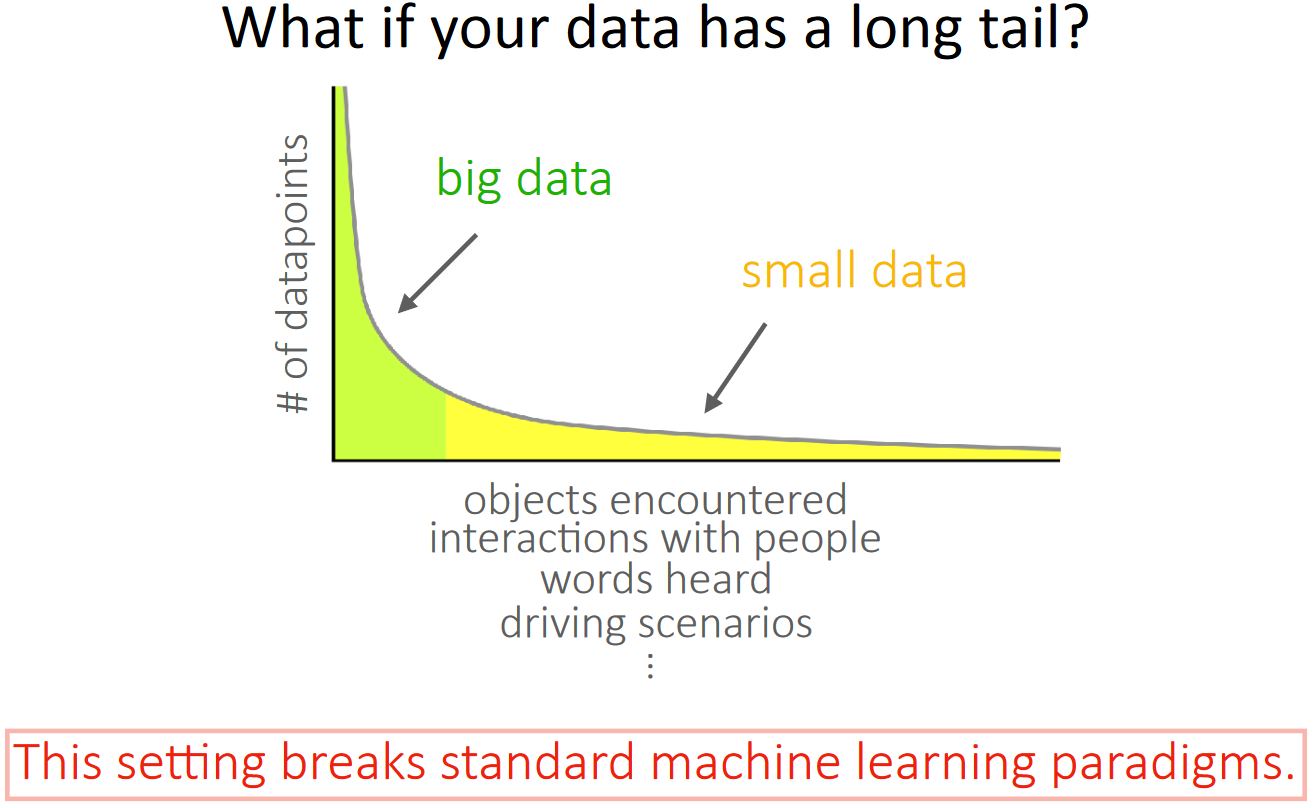 What if your data has a long tail?
# of datapoints
big data
small data
objects encountered
interactions with people
words heard
driving scenarios
⋮
This setting breaks standard machine learning paradigms.